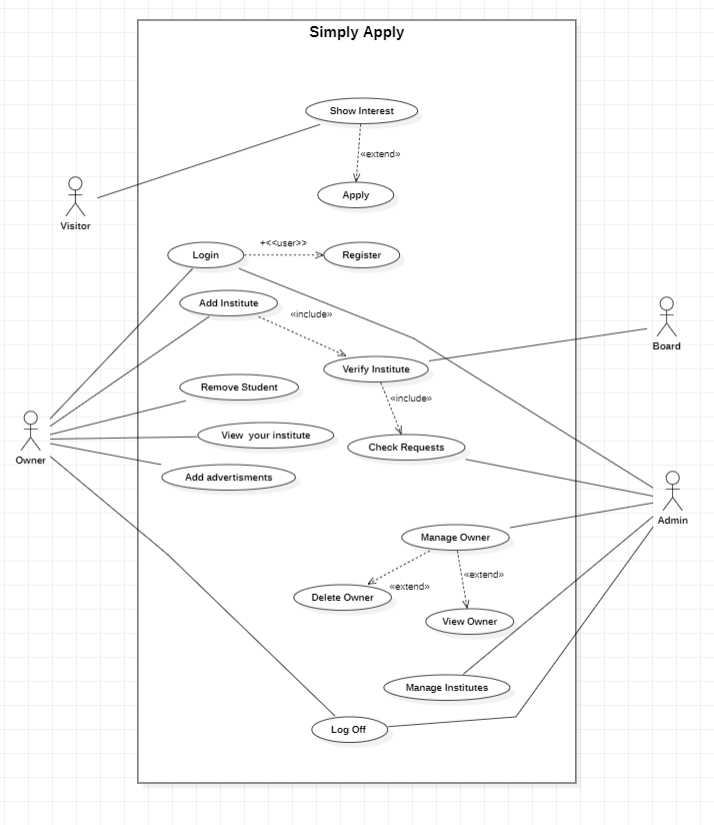 Simply Apply
Show Interest
«extend»
Apply
Visitor
+<<user>>
Login
Register
Add Institute
«include»
Board
Verify Institute
Remove Student
«include»
View  your institute
Owner
Check Requests
Add advertisments
Admin
Manage Owner
«extend»
«extend»
Delete Owner
View Owner
Manage Institutes
Log Off